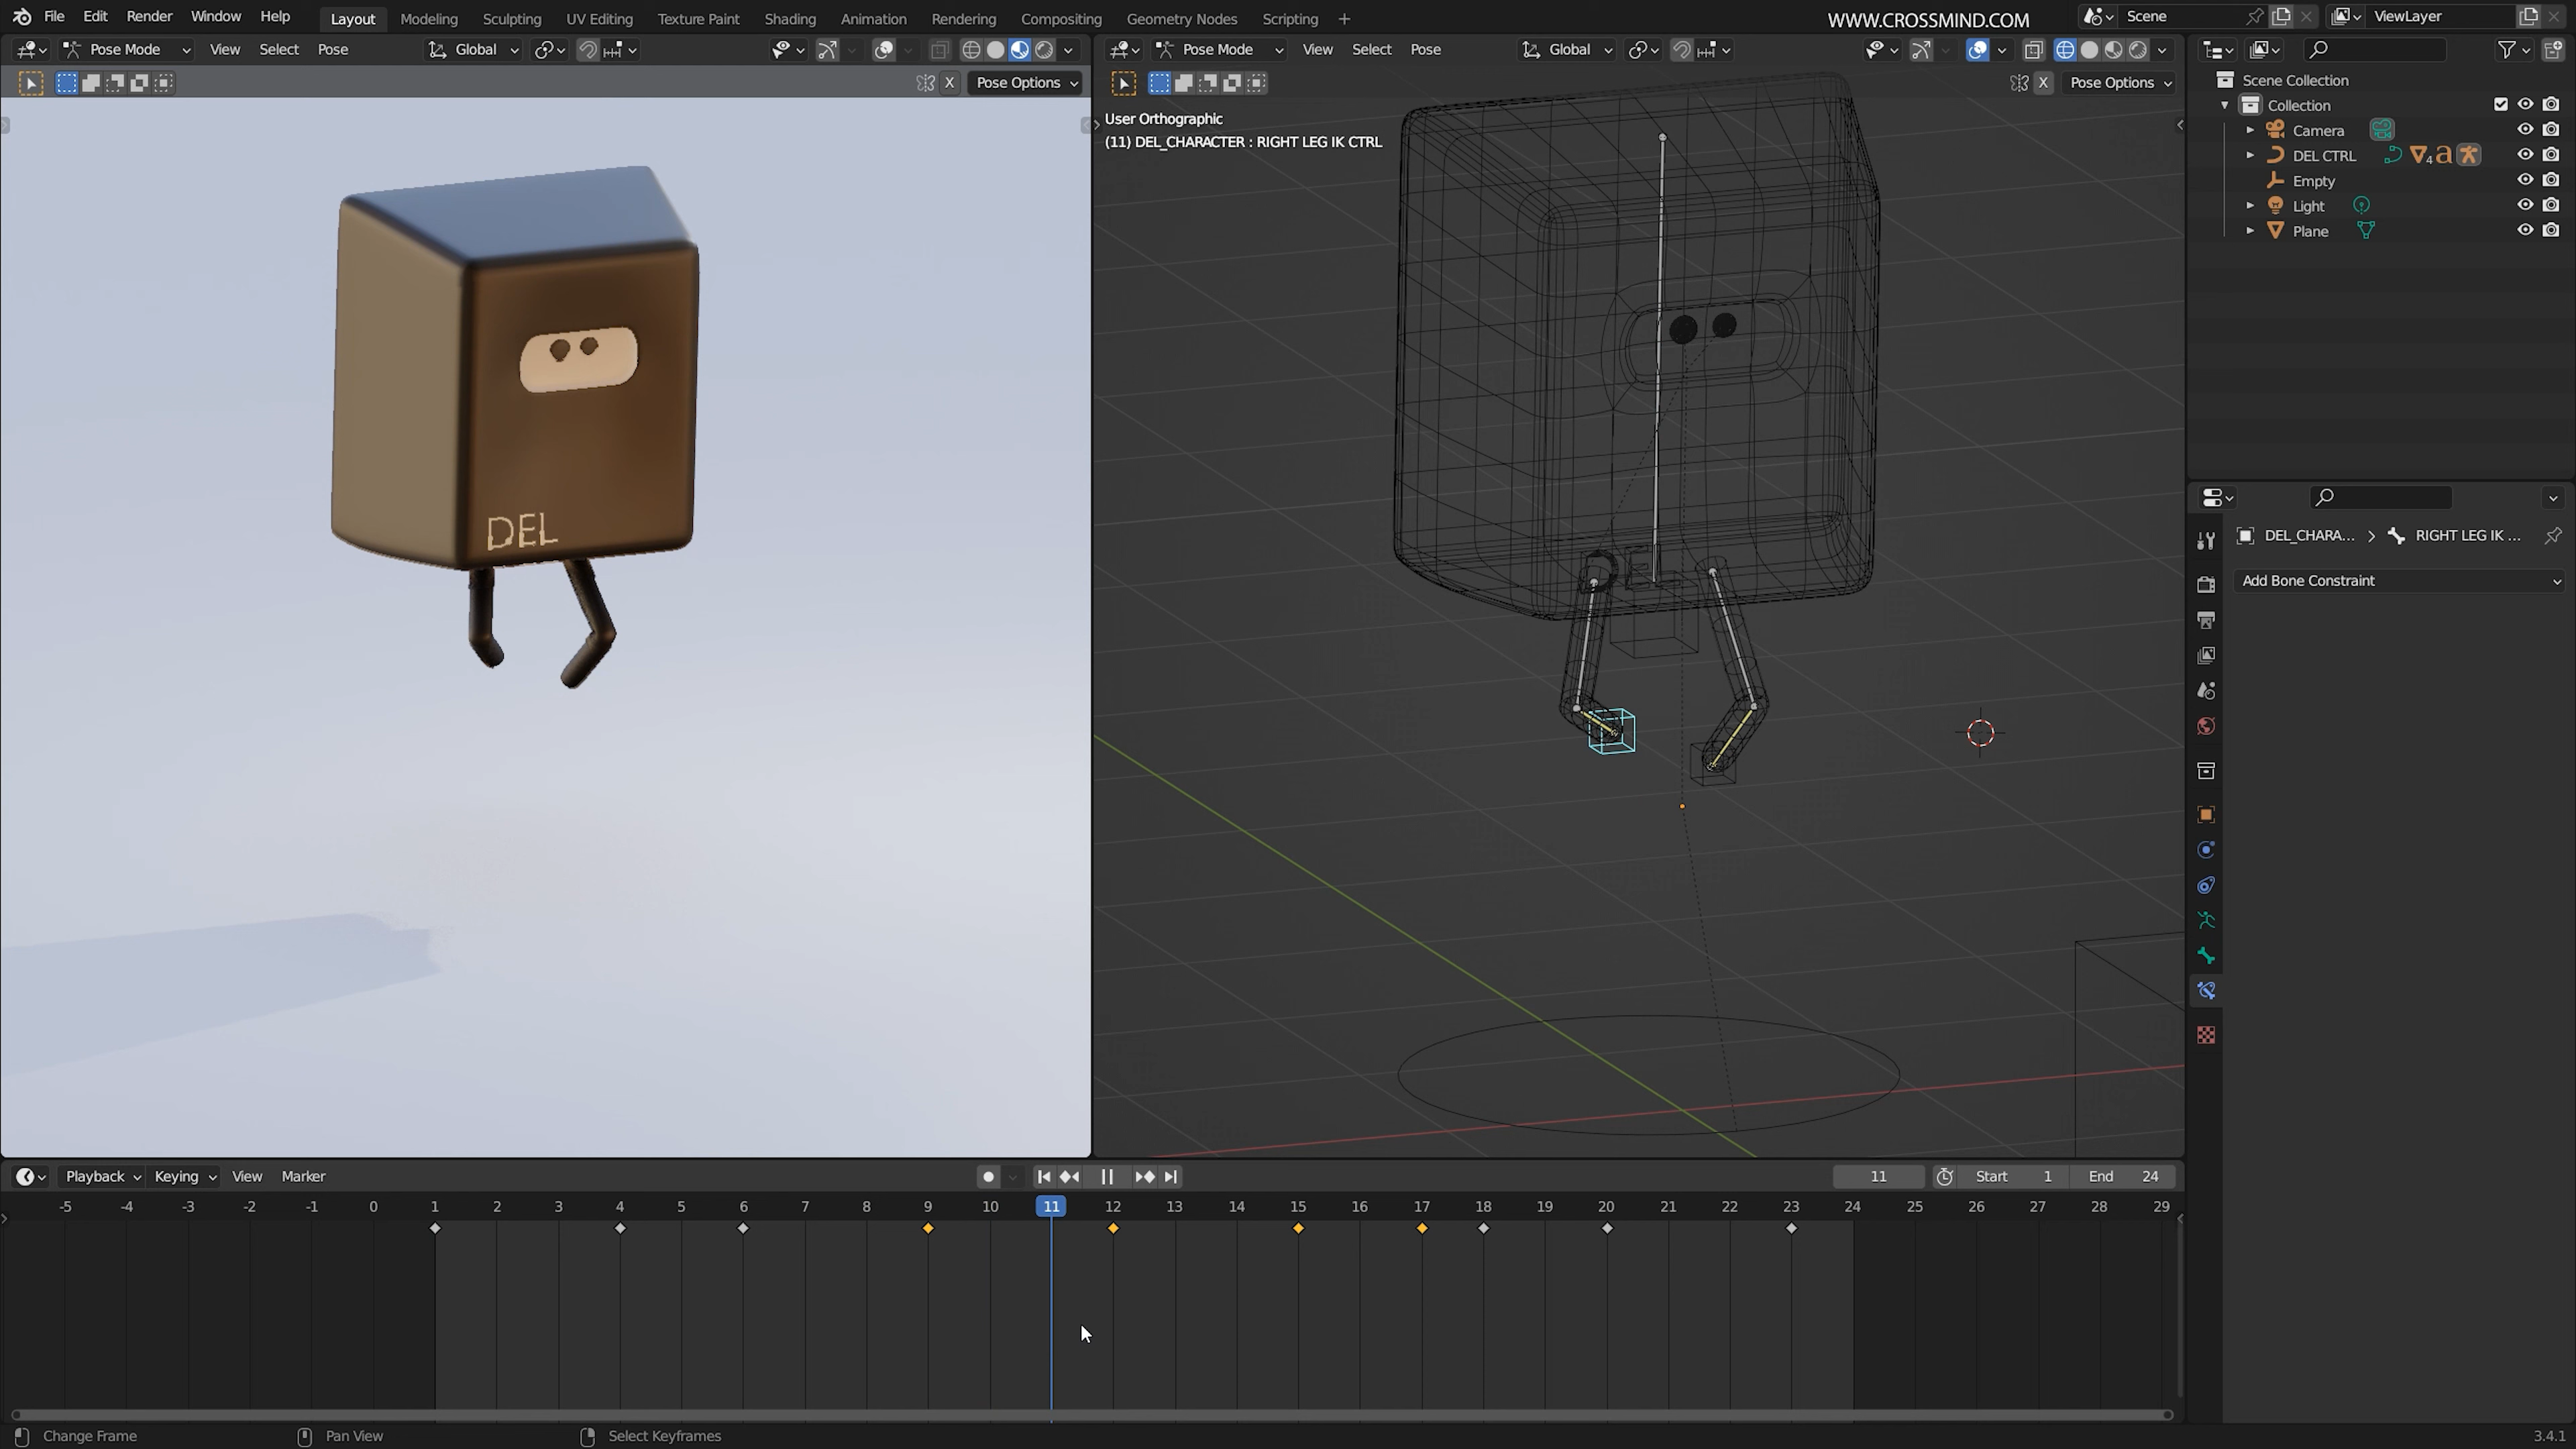 File Edit Render Window Help Layout Modeling Sculpting UV Editing Texture Paint Shading Animation Rendering Compositing Geometry Nodes Scripting + WWW.CROSSMIND.COM Scene ViewLayer
Pose Mode View Select Pose Global
Pose Mode View Select Pose Global
X Pose Options
X Pose Options
User Orthographic
(11) DEL_CHARACTER : RIGHT LEG IK CTRL
DEL
Scene Collection
Collection
Camera
DEL CTRL 4
Empty
Light
Plane
DEL_CHARA... RIGHT LEG IK ...
Add Bone Constraint
Playback Keying View Marker 11 Start 1 End 24
-5 -4 -3 -2 -1 0 1 2 3 4 5 6 7 8 9 10 11 12 13 14 15 16 17 18 19 20 21 22 23 24 25 26 27 28 29
Change Frame Pan View Select Keyframes 3.4.1